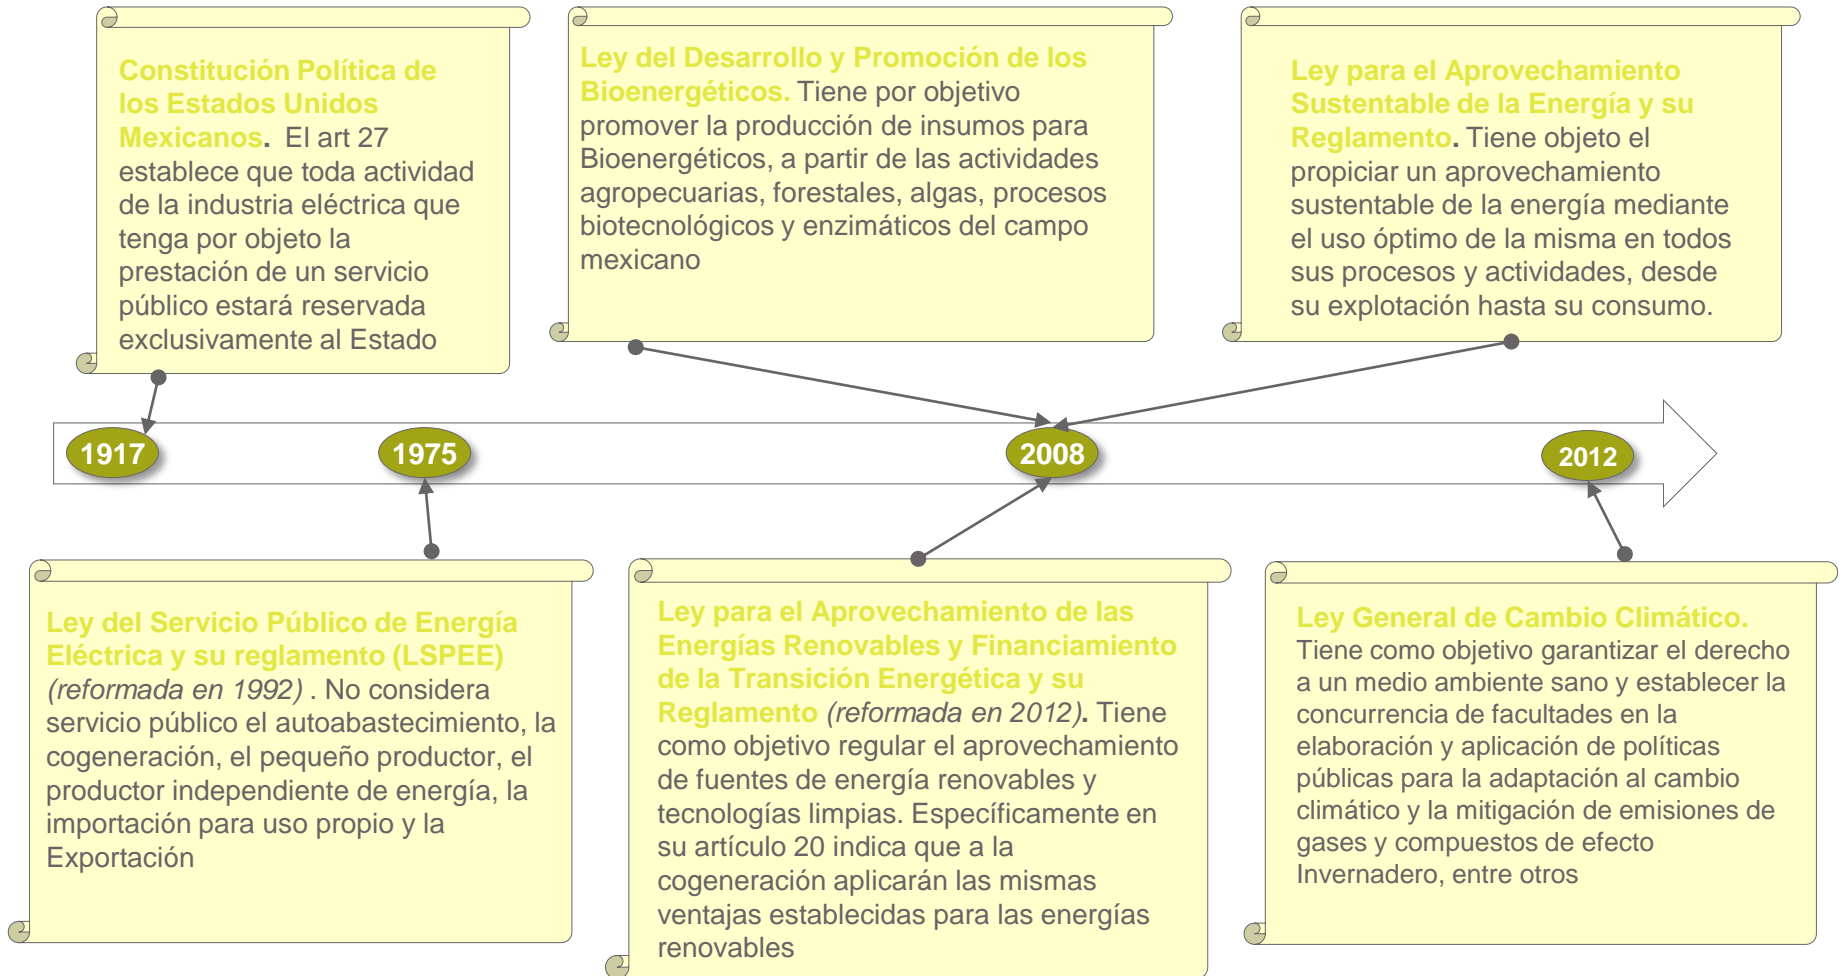 Constitución Política de
los Estados Unidos
Mexicanos. El art 27
establece que toda actividad
de la industria eléctrica que
tenga por objeto la
prestación de un servicio
público estará reservada
exclusivamente al Estado
Ley del Desarrollo y Promoción de los
Bioenergéticos. Tiene por objetivo
promover la producción de insumos para
Bioenergéticos, a partir de las actividades
agropecuarias, forestales, algas, procesos
biotecnológicos y enzimáticos del campo
mexicano
Ley para el Aprovechamiento
Sustentable de la Energía y su
Reglamento. Tiene objeto el
propiciar un aprovechamiento
sustentable de la energía mediante
el uso óptimo de la misma en todos
sus procesos y actividades, desde
su explotación hasta su consumo.
1917
1975
2008
2012
Ley del Servicio Público de Energía
Eléctrica y su reglamento (LSPEE)
(reformada en 1992) . No considera
servicio público el autoabastecimiento, la
cogeneración, el pequeño productor, el
productor independiente de energía, la
importación para uso propio y la
Exportación
Ley para el Aprovechamiento de las
Energías Renovables y Financiamiento
de la Transición Energética y su
Reglamento (reformada en 2012). Tiene
como objetivo regular el aprovechamiento
de fuentes de energía renovables y
tecnologías limpias. Específicamente en
su artículo 20 indica que a la
cogeneración aplicarán las mismas
ventajas establecidas para las energías
renovables
Ley General de Cambio Climático.
Tiene como objetivo garantizar el derecho
a un medio ambiente sano y establecer la
concurrencia de facultades en la
elaboración y aplicación de políticas
públicas para la adaptación al cambio
climático y la mitigación de emisiones de
gases y compuestos de efecto
Invernadero, entre otros